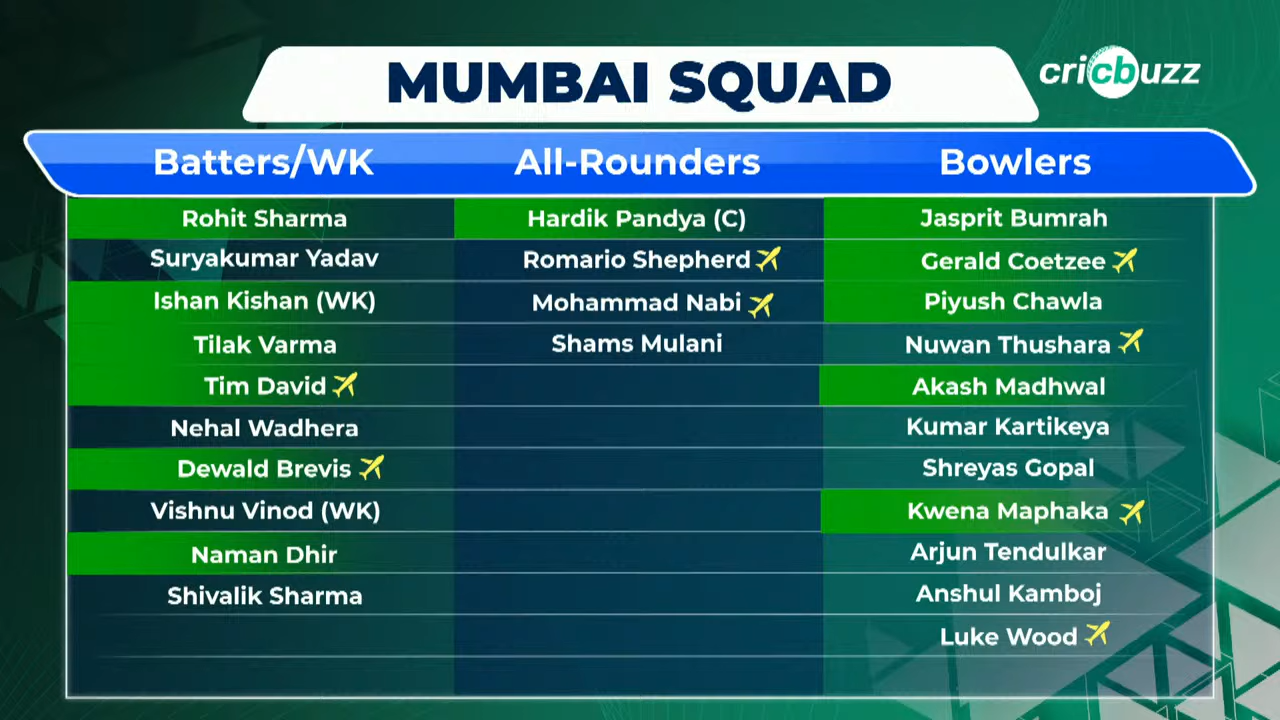 MUMBAI SQUAD
cricbuzz
Batters/WK All-Rounders Bowlers
Rohit Sharma Hardik Pandya (C) Jasprit Bumrah
Suryakumar Yadav Romario Shepherd Gerald Coetzee
Ishan Kishan (WK) Mohammad Nabi Piyush Chawla
Tilak Varma Shams Mulani Nuwan Thushara
Tim David Akash Madhwal
Nehal Wadhera Kumar Kartikeya
Dewald Brevis Shreyas Gopal
Vishnu Vinod (WK) Kwena Maphaka
Naman Dhir Arjun Tendulkar
Shivalik Sharma Anshul Kamboj
Luke Wood